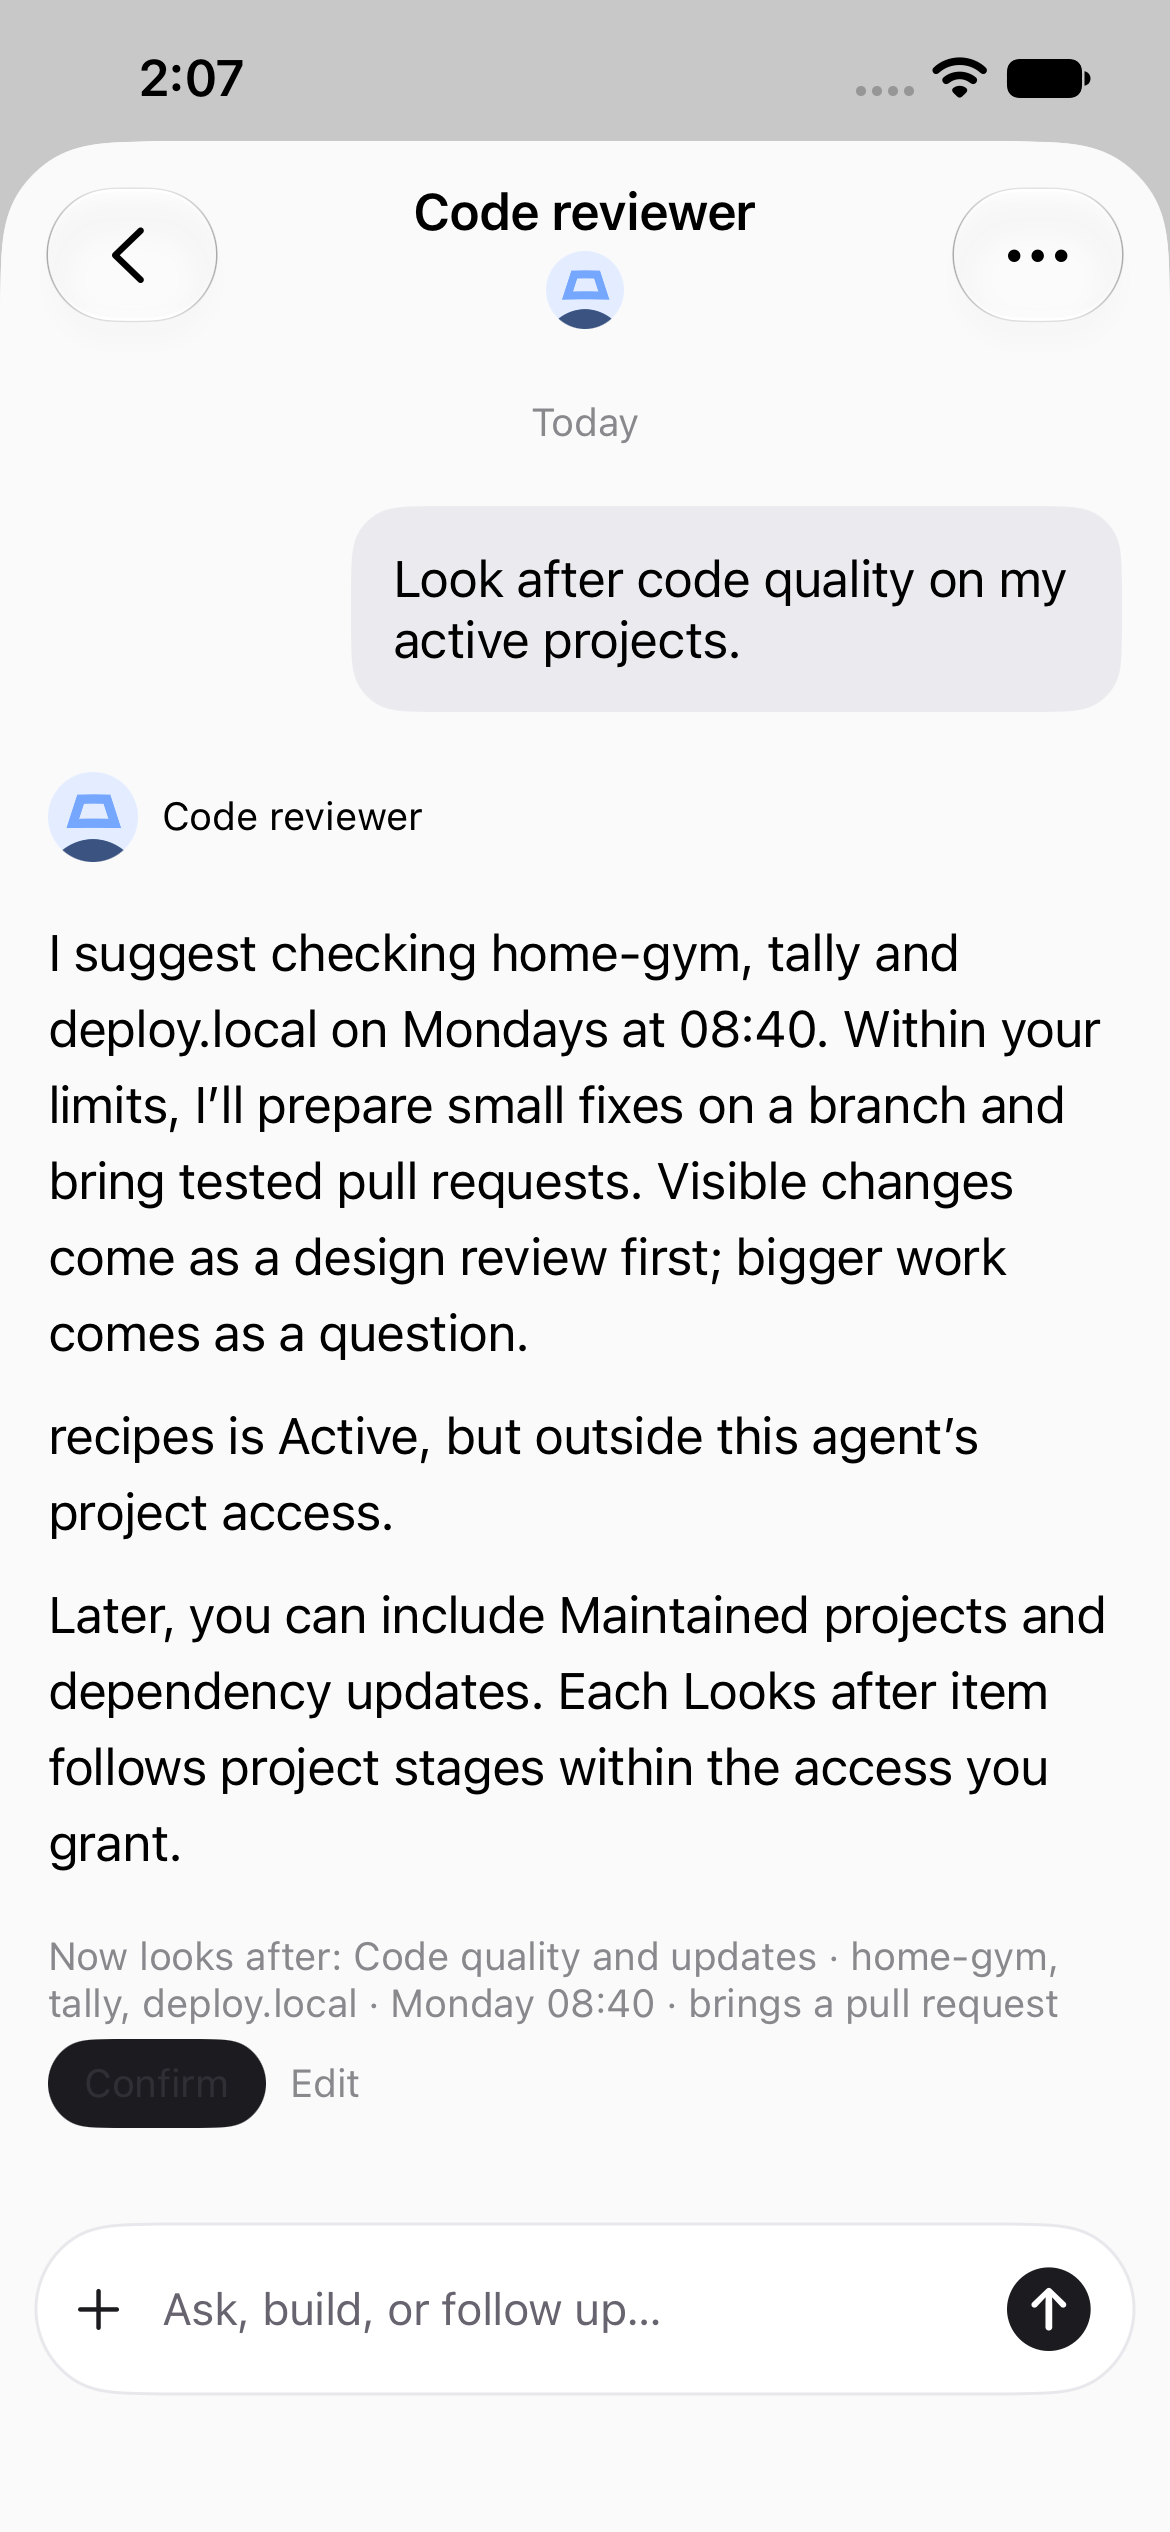 2:07
Code reviewer
Today
Look after code quality on my
active projects.
Code reviewer
I suggest checking home-gym, tally and
deploy.local on Mondays at 08:40. Within your
limits, I’ll prepare small fixes on a branch and
bring tested pull requests. Visible changes
come as a design review first; bigger work
comes as a question.
recipes is Active, but outside this agent’s
project access.
Later, you can include Maintained projects and
dependency updates. Each Looks after item
follows project stages within the access you
grant.
Now looks after: Code quality and updates · home-gym,
tally, deploy.local · Monday 08:40 · brings a pull request
Confirm Edit
Ask, build, or follow up...